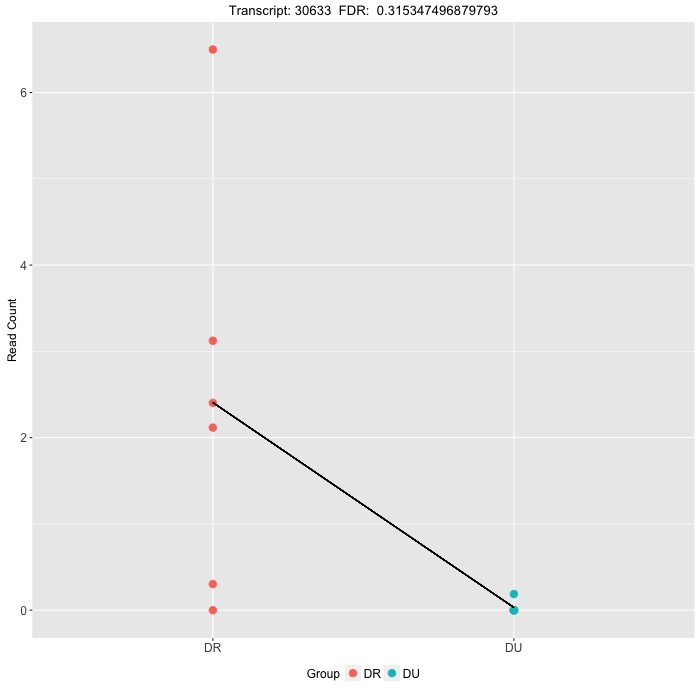 Transcript: 30633  FDR:  0.315347496879793
Read Count
6
4
2
0
DR DU
Group DR DU